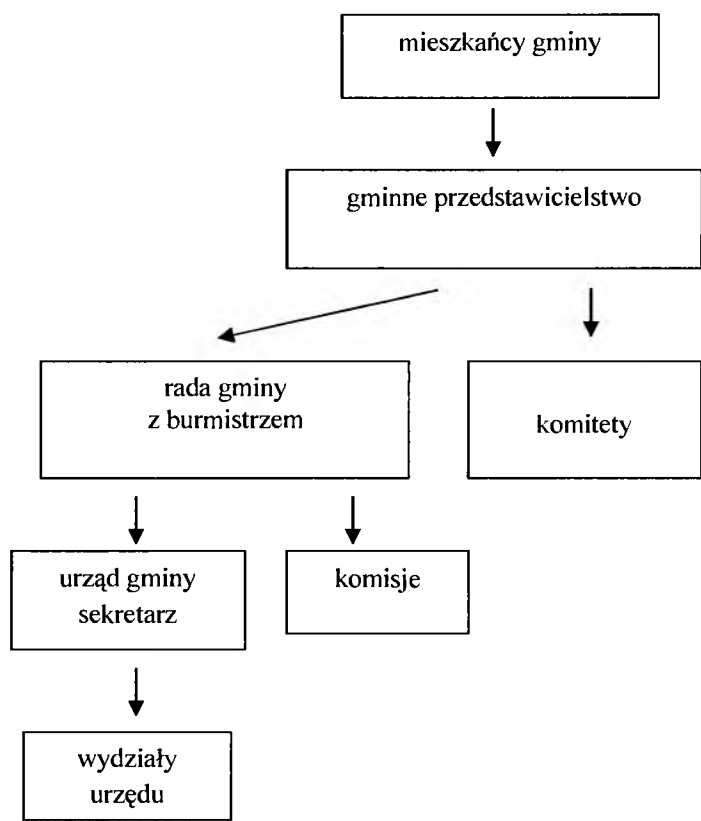 mieszkańcy gminy
gminne przedstawicielstwo
rada gminy
z burmistrzem
komitety
urząd gminy
sekretarz
komisje
wydziały
urzędu